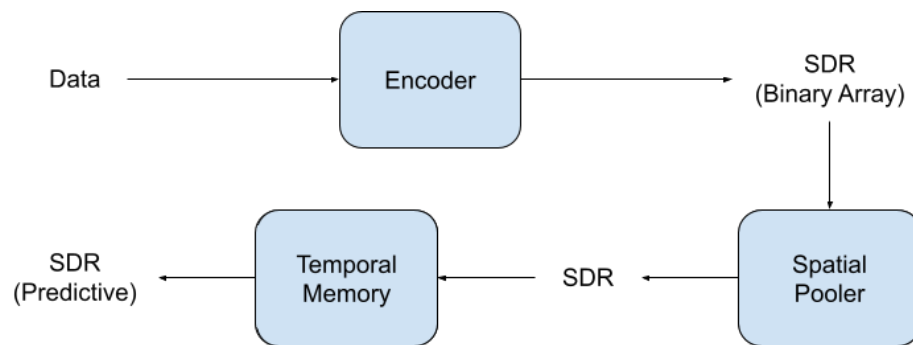 Data
Encoder
SDR
(Binary Array)
SDR
(Predictive)
Temporal
Memory
SDR
Spatial
Pooler